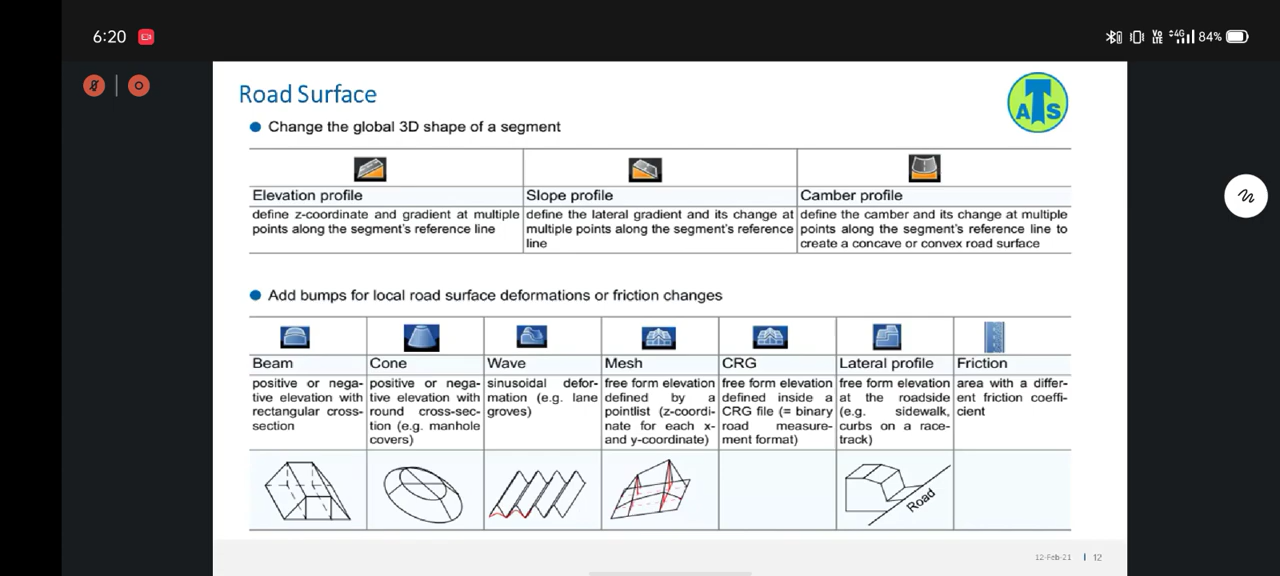 6:20
Vo
LTE
4G
84%
Road Surface
ATS
● Change the global 3D shape of a segment
Elevation profile
define z-coordinate and gradient at multiple
points along the segment's reference line
Slope profile
define the lateral gradient and its change at
multiple points along the segment's reference
line
Camber profile
define the camber and its change at multiple
points along the segment's reference line to
create a concave or convex road surface
● Add bumps for local road surface deformations or friction changes
Beam
positive or nega-
tive elevation with
rectangular cross-
section
Cone
positive or nega-
tive elevation with
round cross-sec-
tion (e.g. manhole
covers)
Wave
sinusoidal defor-
mation (e.g. lane
groves)
Mesh
free form elevation
defined by a
pointlist (z-coordi-
nate for each x-
and y-coordinate)
CRG
free form elevation
defined inside a
CRG file (= binary
road measure-
ment format)
Lateral profile
free form elevation
at the roadside
(e.g. sidewalk,
curbs on a race-
track)
Road
Friction
area with a differ-
ent friction coeffi-
cient
12-Feb-21 | 12